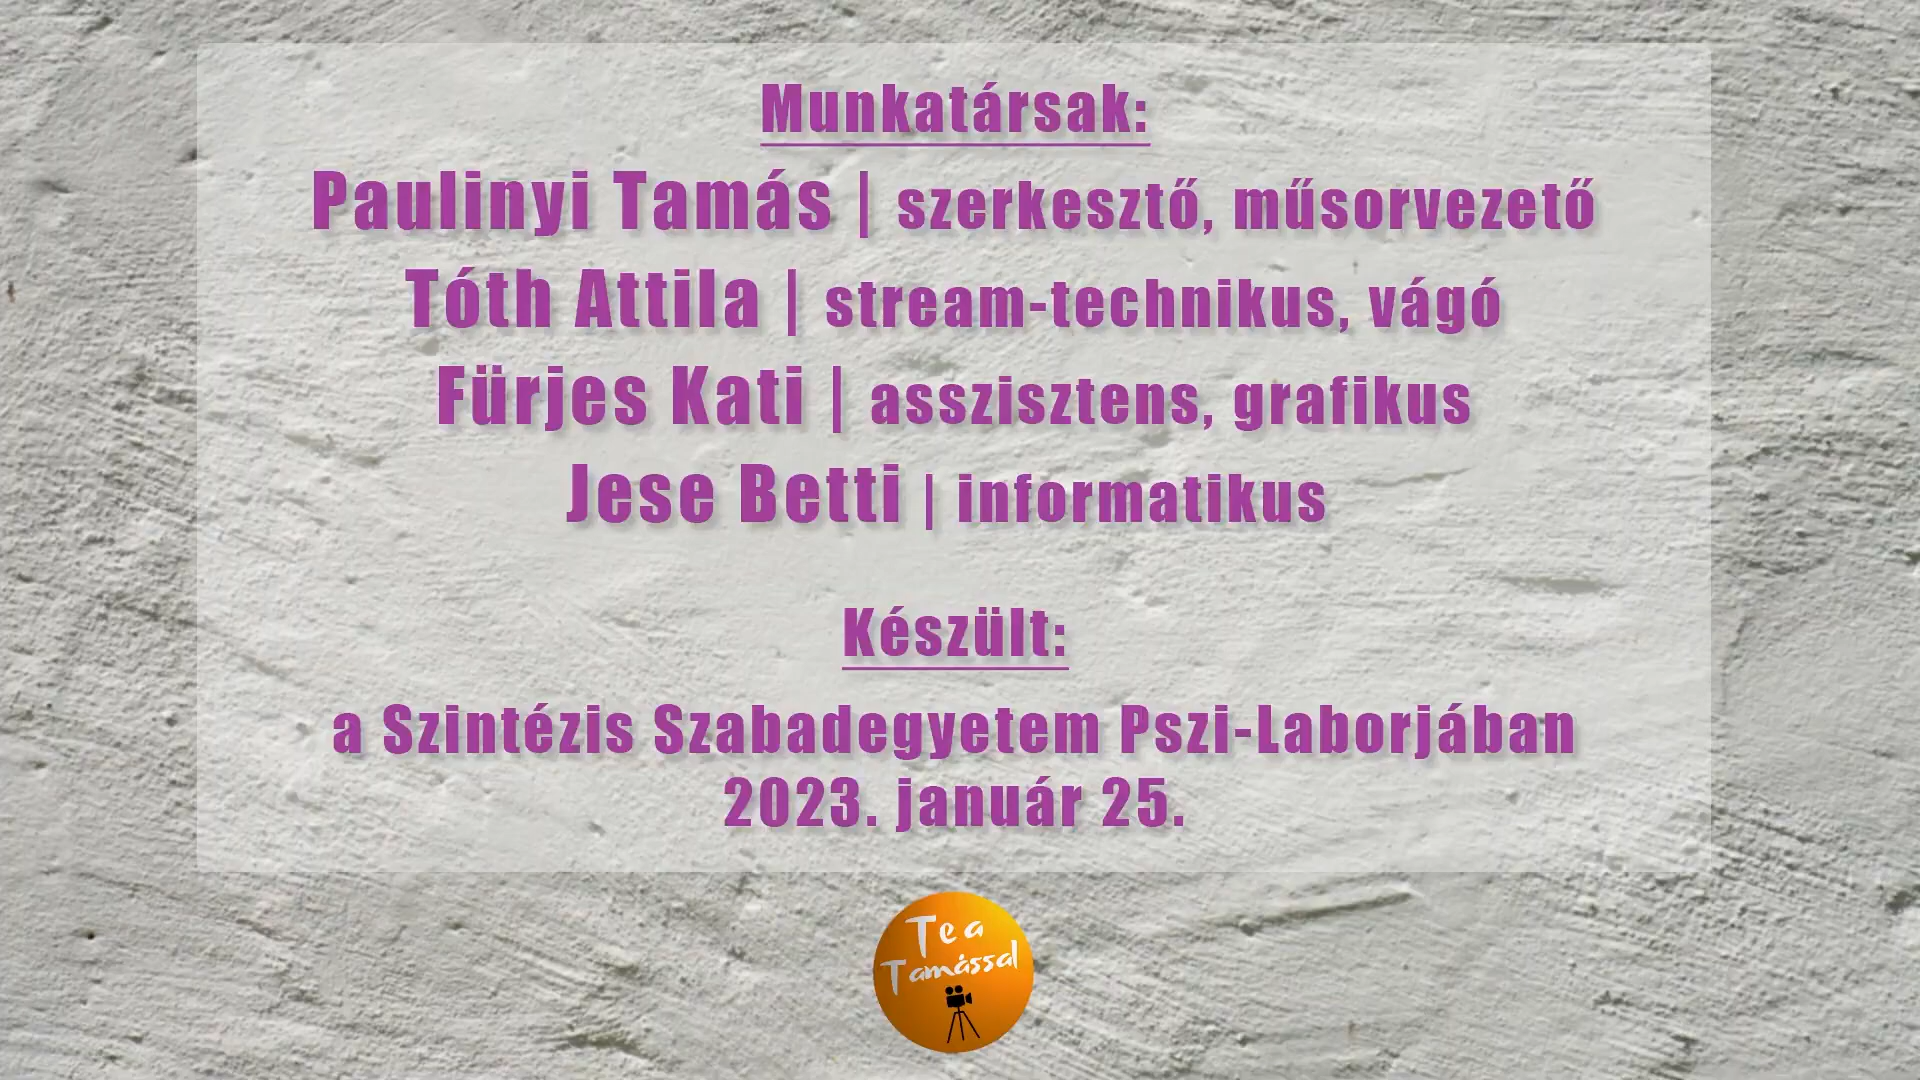 Munkatársak:
Paulinyi Tamás | szerkesztő, műsorvezető
Tóth Attila | stream-technikus, vágó
Fürjes Kati | asszisztens, grafikus
Jese Betti | informatikus
Készült:
a Szintézis Szabadegyetem Pszi-Laborjában
2023. január 25.
Tea
Tamással